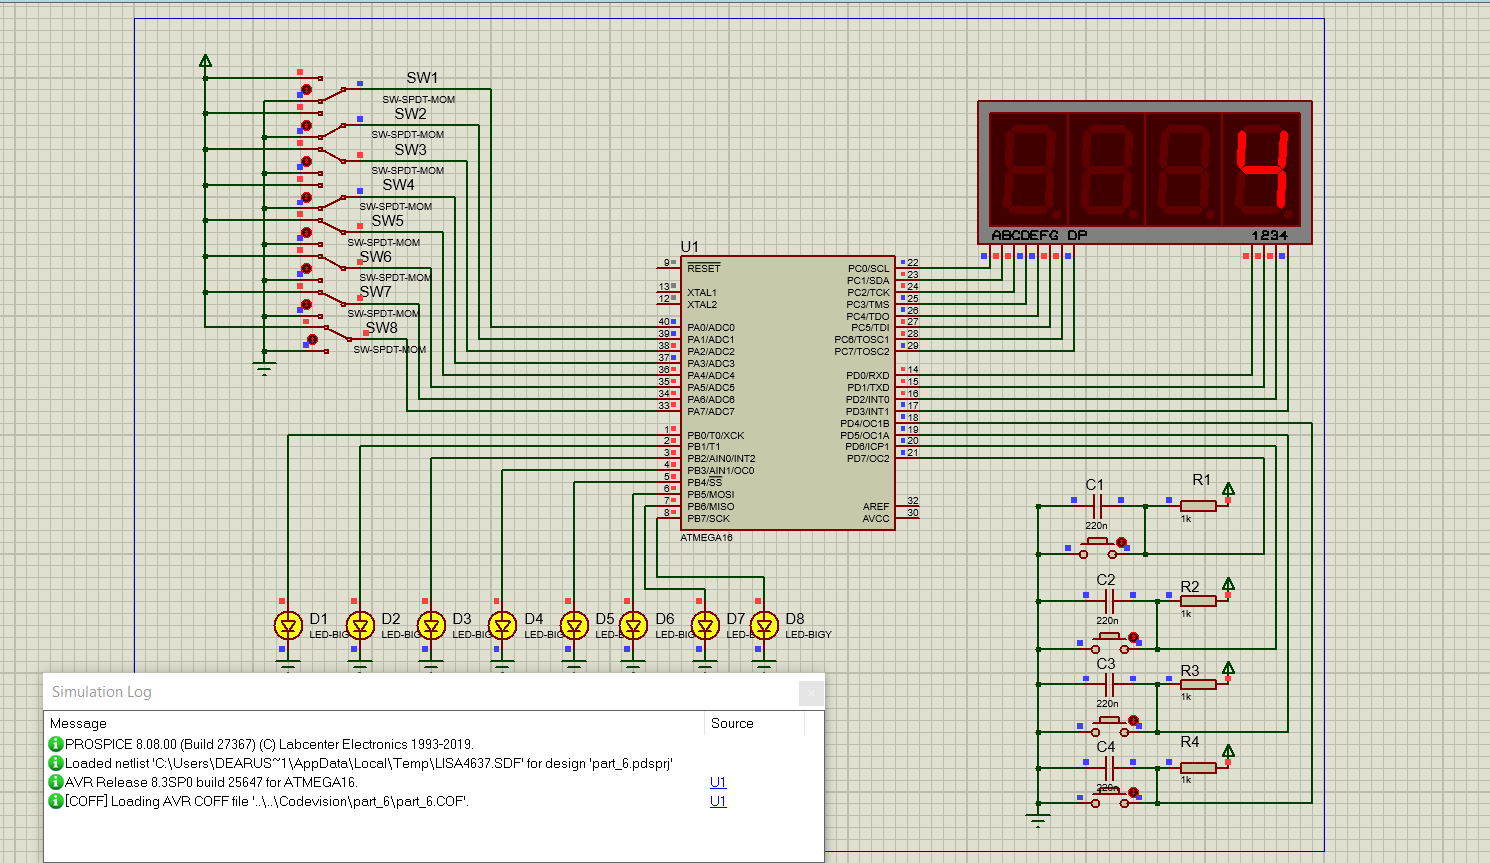 SW1
SW-SPDT-MOM
SW2
SW-SPDT-MOM
SW3
SW-SPDT-MOM
SW4
SW-SPDT-MOM
SW5
SW-SPDT-MOM
SW6
SW-SPDT-MOM
SW7
SW-SPDT-MOM
SW8
SW-SPDT-MOM
4
ABCDEFG DP
1234
U1
9 RESET
13 XTAL1
12 XTAL2
40 PA0/ADC0
39 PA1/ADC1
38 PA2/ADC2
37 PA3/ADC3
36 PA4/ADC4
35 PA5/ADC5
34 PA6/ADC6
33 PA7/ADC7
1 PB0/T0/XCK
2 PB1/T1
3 PB2/AIN0/INT2
4 PB3/AIN1/OC0
5 PB4/SS
6 PB5/MOSI
7 PB6/MISO
8 PB7/SCK
PC0/SCL 22
PC1/SDA 23
PC2/TCK 24
PC3/TMS 25
PC4/TDO 26
PC5/TDI 27
PC6/TOSC1 28
PC7/TOSC2 29
PD0/RXD 14
PD1/TXD 15
PD2/INT0 16
PD3/INT1 17
PD4/OC1B 18
PD5/OC1A 19
PD6/ICP1 20
PD7/OC2 21
AREF 32
AVCC 30
ATMEGA16
C1
220n
R1
1k
C2
220n
R2
1k
C3
220n
R3
1k
C4
220n
R4
1k
D1
LED-BIG
D2
LED-BIG
D3
LED-BIG
D4
LED-BIG
D5
LED-B
D6
LED-BIG
D7
LED-B
D8
LED-BIGY
Simulation Log
Message Source
PROSPICE 8.08.00 (Build 27367) (C) Labcenter Electronics 1993-2019.
Loaded netlist 'C:\Users\DEARUS~1\AppData\Local\Temp\LISA4637.SDF' for design 'part_6.pdsprj'
AVR Release 8.3SP0 build 25647 for ATMEGA16. U1
[COFF] Loading AVR COFF file '..\..\Codevision\part_6\part_6.COF'. U1